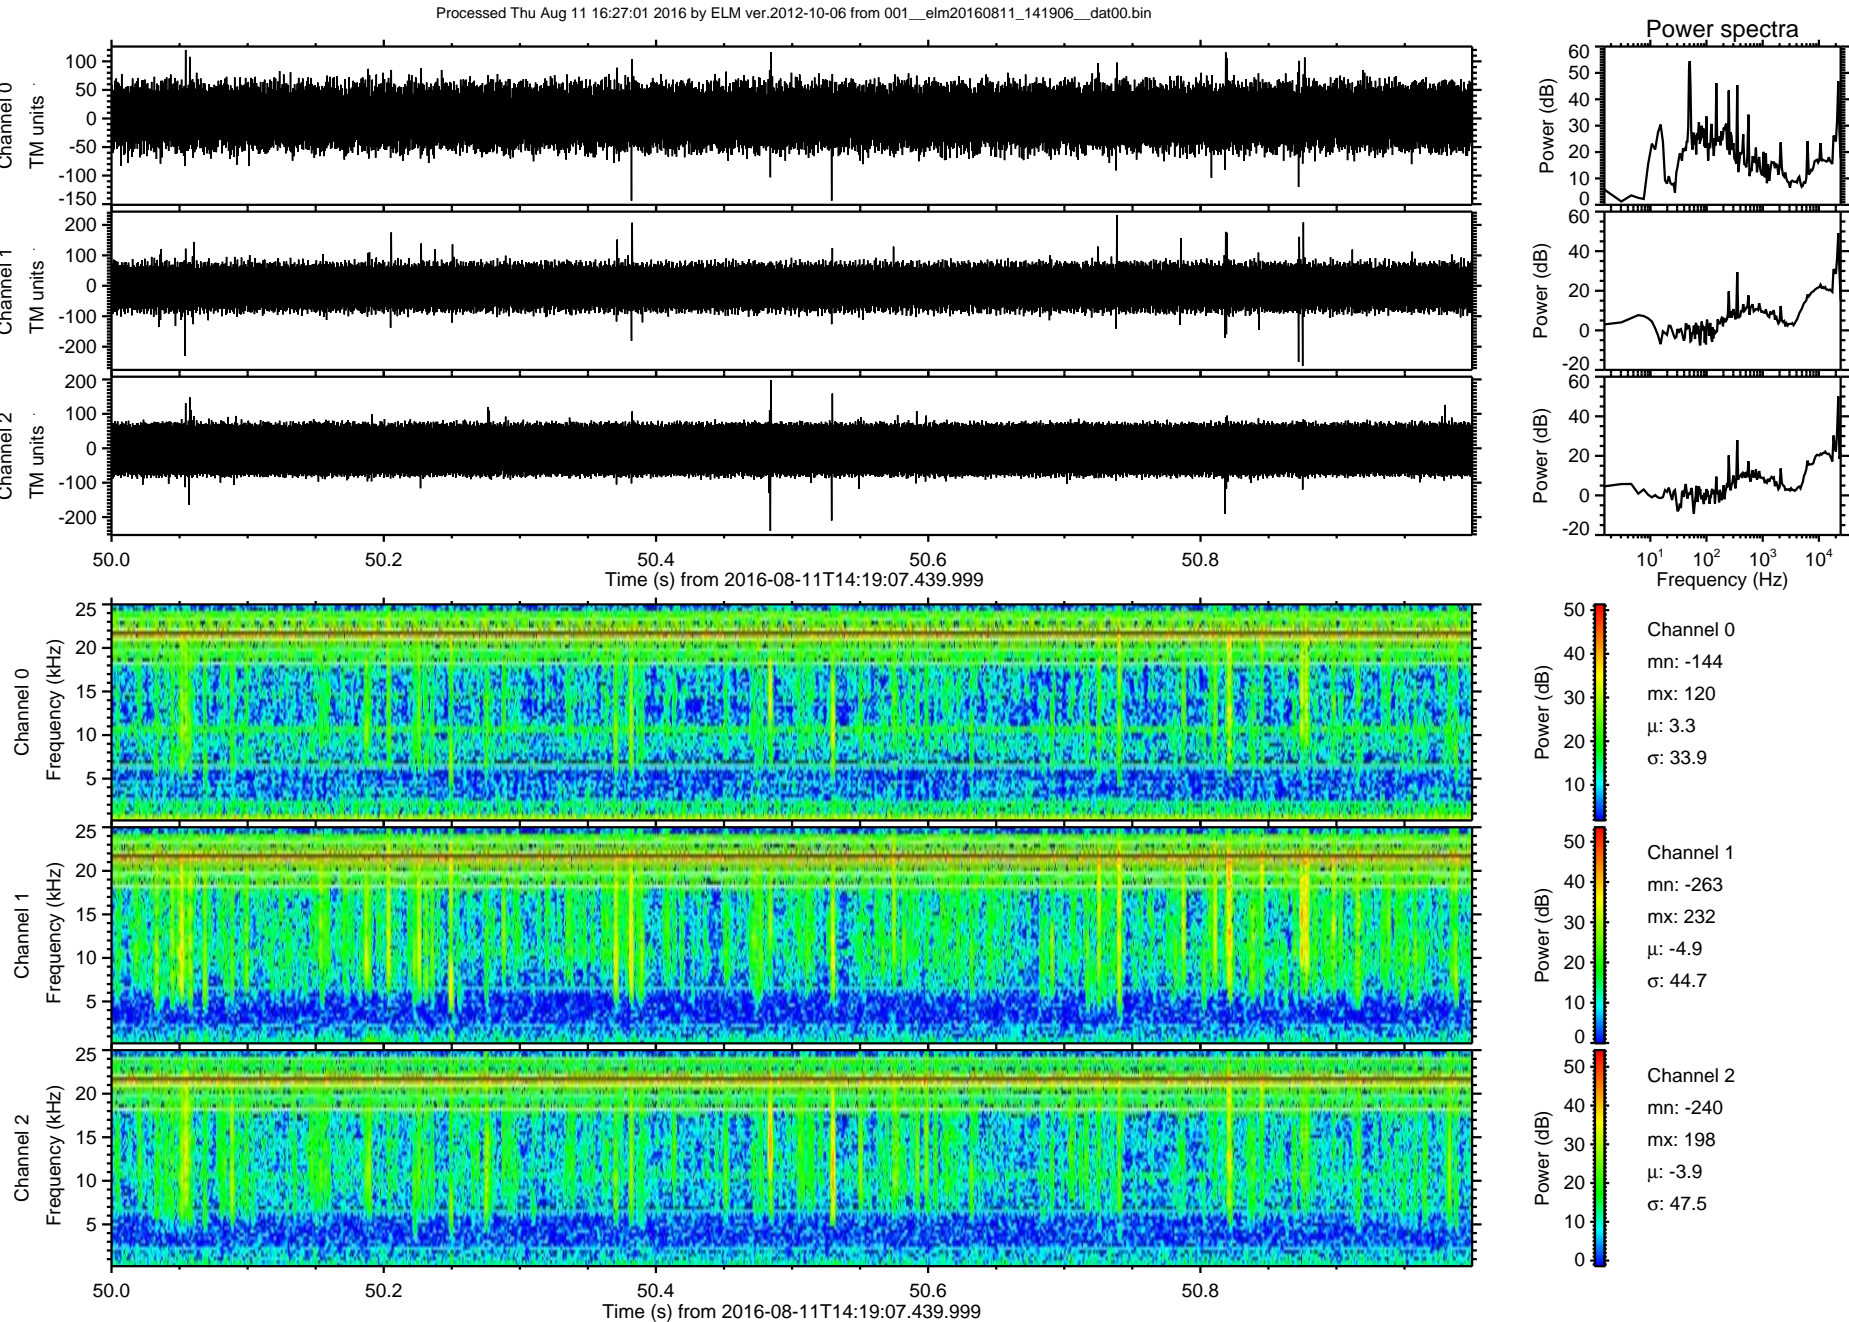 Processed Thu Aug 11 16:27:01 2016 by ELM ver.2012-10-06 from 001__elm20160811_141906__dat00.bin
Power spectra
Channel 0
TM units
100
50
0
-50
-100
-150
Power (dB)
60
50
40
30
20
10
0
Channel 1
TM units
200
100
0
-100
-200
Power (dB)
60
40
20
0
-20
Channel 2
TM units
200
100
0
-100
-200
Power (dB)
60
40
20
0
-20
50.0 50.2 50.4 50.6 50.8
Time (s) from 2016-08-11T14:19:07.439.999
10¹ 10² 10³ 10⁴
Frequency (Hz)
Channel 0
Frequency (kHz)
25
20
15
10
5
Power (dB)
50
40
30
20
10
Channel 0
mn: -144
mx: 120
μ: 3.3
σ: 33.9
Channel 1
Frequency (kHz)
25
20
15
10
5
Power (dB)
50
40
30
20
10
0
Channel 1
mn: -263
mx: 232
μ: -4.9
σ: 44.7
Channel 2
Frequency (kHz)
25
20
15
10
5
Power (dB)
50
40
30
20
10
0
Channel 2
mn: -240
mx: 198
μ: -3.9
σ: 47.5
50.0 50.2 50.4 50.6 50.8
Time (s) from 2016-08-11T14:19:07.439.999